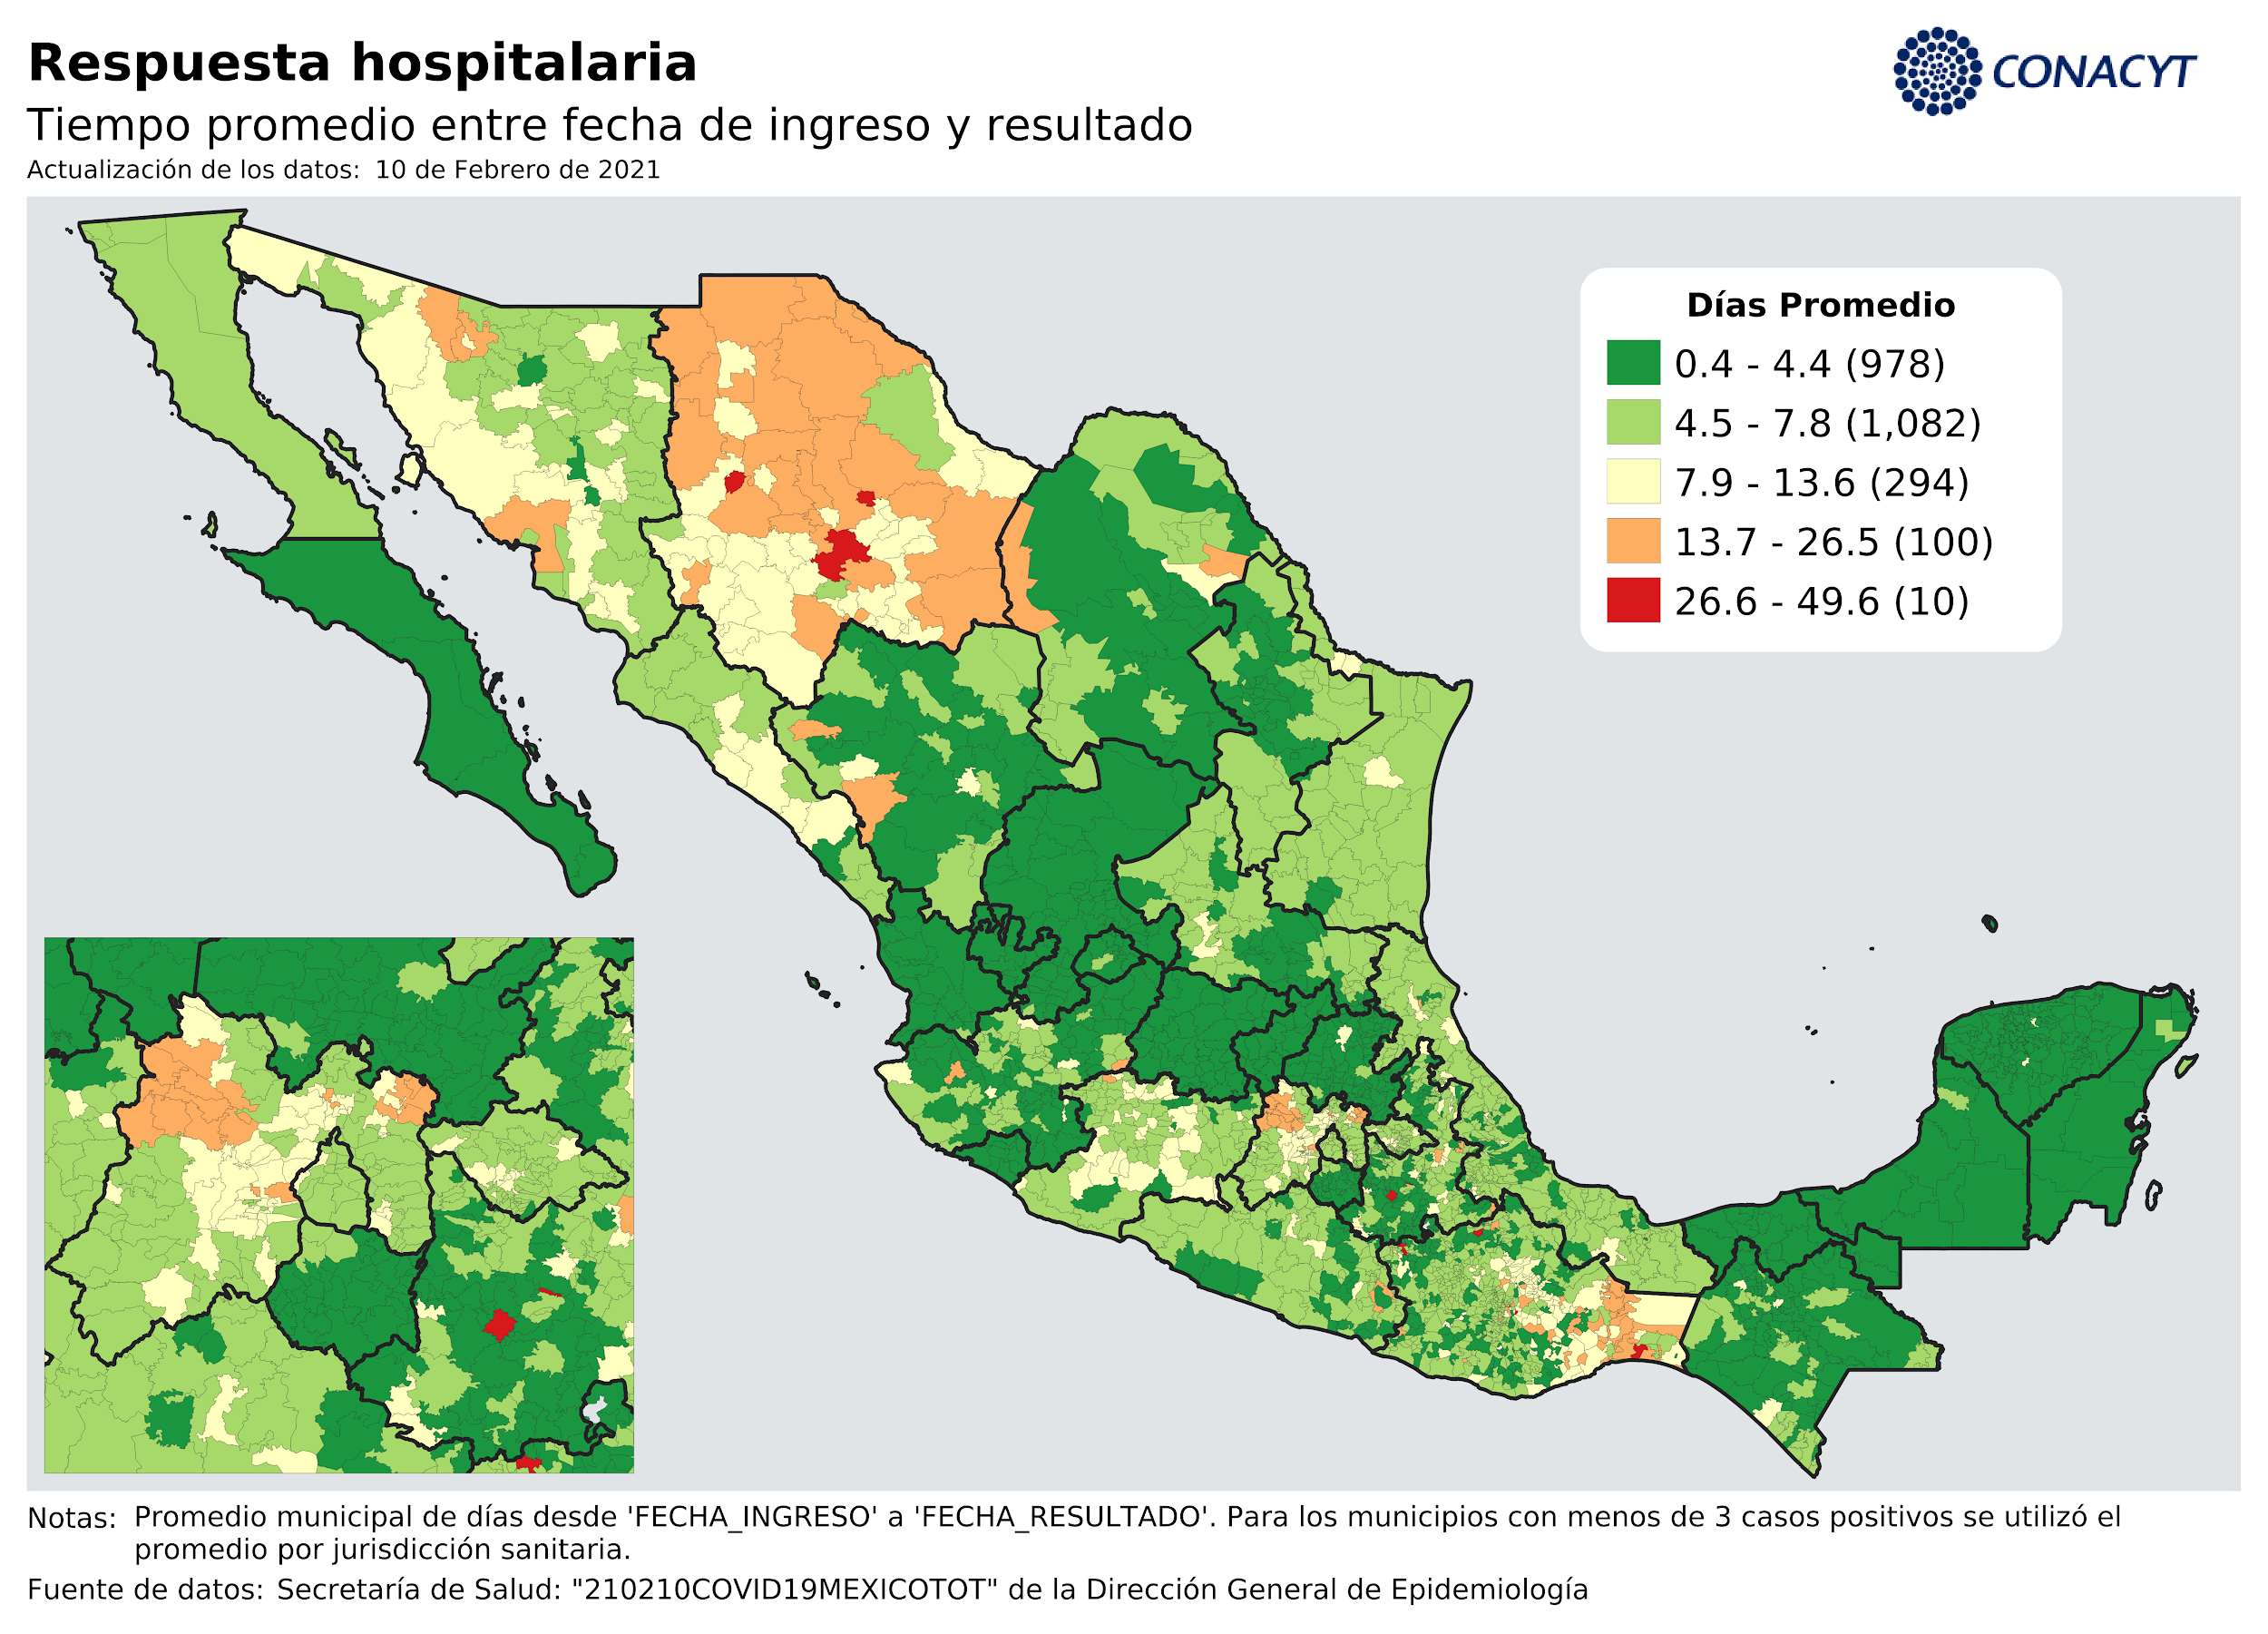 Respuesta hospitalaria
Tiempo promedio entre fecha de ingreso y resultado
Actualización de los datos: 10 de Febrero de 2021
CONACYT
Días Promedio
0.4 - 4.4 (978)
4.5 - 7.8 (1,082)
7.9 - 13.6 (294)
13.7 - 26.5 (100)
26.6 - 49.6 (10)
Notas: Promedio municipal de días desde 'FECHA_INGRESO' a 'FECHA_RESULTADO'. Para los municipios con menos de 3 casos positivos se utilizó el
promedio por jurisdicción sanitaria.
Fuente de datos: Secretaría de Salud: "210210COVID19MEXICOTOT" de la Dirección General de Epidemiología